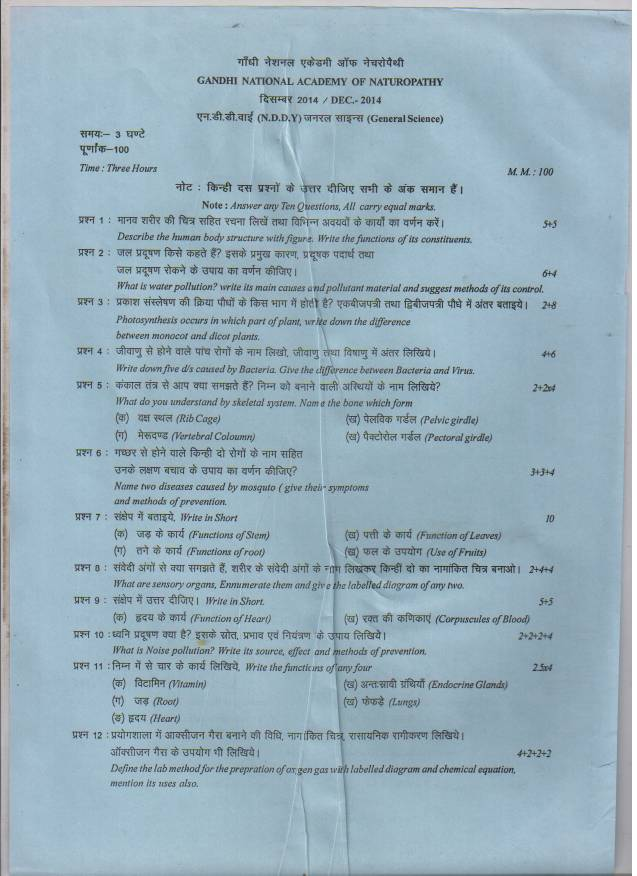 गाँधी नेशनल एकेडमी ऑफ नेचरोपैथी
GANDHI NATIONAL ACADEMY OF NATUROPATHY
दिसम्बर 2014 / DEC.- 2014
एन.डी.डी.वाई (N.D.D.Y) जनरल साइन्स (General Science)
समयः– 3 घण्टे
पूर्णांक–100
Time : Three Hours M. M. : 100
नोट : किन्ही दस प्रश्नों के उत्तर दीजिए सभी के अंक समान हैं।
Note : Answer any Ten Questions, All carry equal marks.
प्रश्न 1 : मानव शरीर की चित्र सहित रचना लिखें तथा विभिन्न अवयवों के कार्यों का वर्णन करें। 5+5
Describe the human body structure with figure. Write the functions of its constituents.
प्रश्न 2 : जल प्रदूषण किसे कहते हैं? इसके प्रमुख कारण, प्रदूषक पदार्थ तथा
जल प्रदूषण रोकने के उपाय का वर्णन कीजिए। 6+4
What is water pollution? write its main causes and pollutant material and suggest methods of its control.
प्रश्न 3 : प्रकाश संस्लेषण की क्रिया पौधों के किस भाग में होती है? एकबीजपत्री तथा द्विबीजपत्री पौधे में अंतर बताइये। 2+8
Photosynthesis occurs in which part of plant, write down the difference
between monocot and dicot plants.
प्रश्न 4 : जीवाणु से होने वाले पांच रोगों के नाम लिखो, जीवाणु तथा विषाणु में अंतर लिखिये। 4+6
Write down five d/s caused by Bacteria. Give the difference between Bacteria and Virus.
प्रश्न 5 : कंकाल तंत्र से आप क्या समझते हैं? निम्न को बनाने वाली अस्थियों के नाम लिखिये? 2+2x4
What do you understand by skeletal system. Name the bone which form
(क) वक्ष स्थल (Rib Cage) (ख) पेलविक गर्डल (Pelvic girdle)
(ग) मेरूदण्ड (Vertebral Coloumn) (ख) पैक्टोरोल गर्डल (Pectoral girdle)
प्रश्न 6 : मच्छर से होने वाले किन्ही दो रोगों के नाम सहित
उनके लक्षण बचाव के उपाय का वर्णन कीजिए? 3+3+4
Name two diseases caused by mosquto ( give their symptoms
and methods of prevention.
प्रश्न 7 : संक्षेप में बताइये, Write in Short 10
(क) जड़ के कार्य (Functions of Stem) (ख) पत्ती के कार्य (Function of Leaves)
(ग) तने के कार्य (Functions of root) (ख) फल के उपयोग (Use of Fruits)
प्रश्न 8 : संवेदी अंगों से क्या समझते हैं, शरीर के संवेदी अंगों के नाम लिखकर किन्हीं दो का नामांकित चित्र बनाओ। 2+4+4
What are sensory organs, Ennumerate them and give the labelled diagram of any two.
प्रश्न 9 : संक्षेप में उत्तर दीजिए। Write in Short. 5+5
(क) हृदय के कार्य (Function of Heart) (ख) रक्त की कणिकाएं (Corpuscules of Blood)
प्रश्न 10 :ध्वनि प्रदूषण क्या है? इसके स्रोत, प्रभाव एवं नियंत्रण के उपाय लिखिये। 2+2+2+4
What is Noise pollution? Write its source, effect and methods of prevention.
प्रश्न 11 : निम्न में से चार के कार्य लिखिये, Write the functions of any four 2.5x4
(क) विटामिन (Vitamin) (ख) अन्तःस्रावी ग्रंथियाँ (Endocrine Glands)
(ग) जड़ (Root) (ख) फेफड़े (Lungs)
(ङ) हृदय (Heart)
प्रश्न 12 : प्रयोगशाला में आक्सीजन गैस बनाने की विधि, नागांकित चित्र, रासायनिक समीकरण लिखिये।
ऑक्सीजन गैस के उपयोग भी लिखिये। 4+2+2+2
Define the lab method for the prepration of oxgen gas with labelled diagram and chemical equation,
mention its uses also.